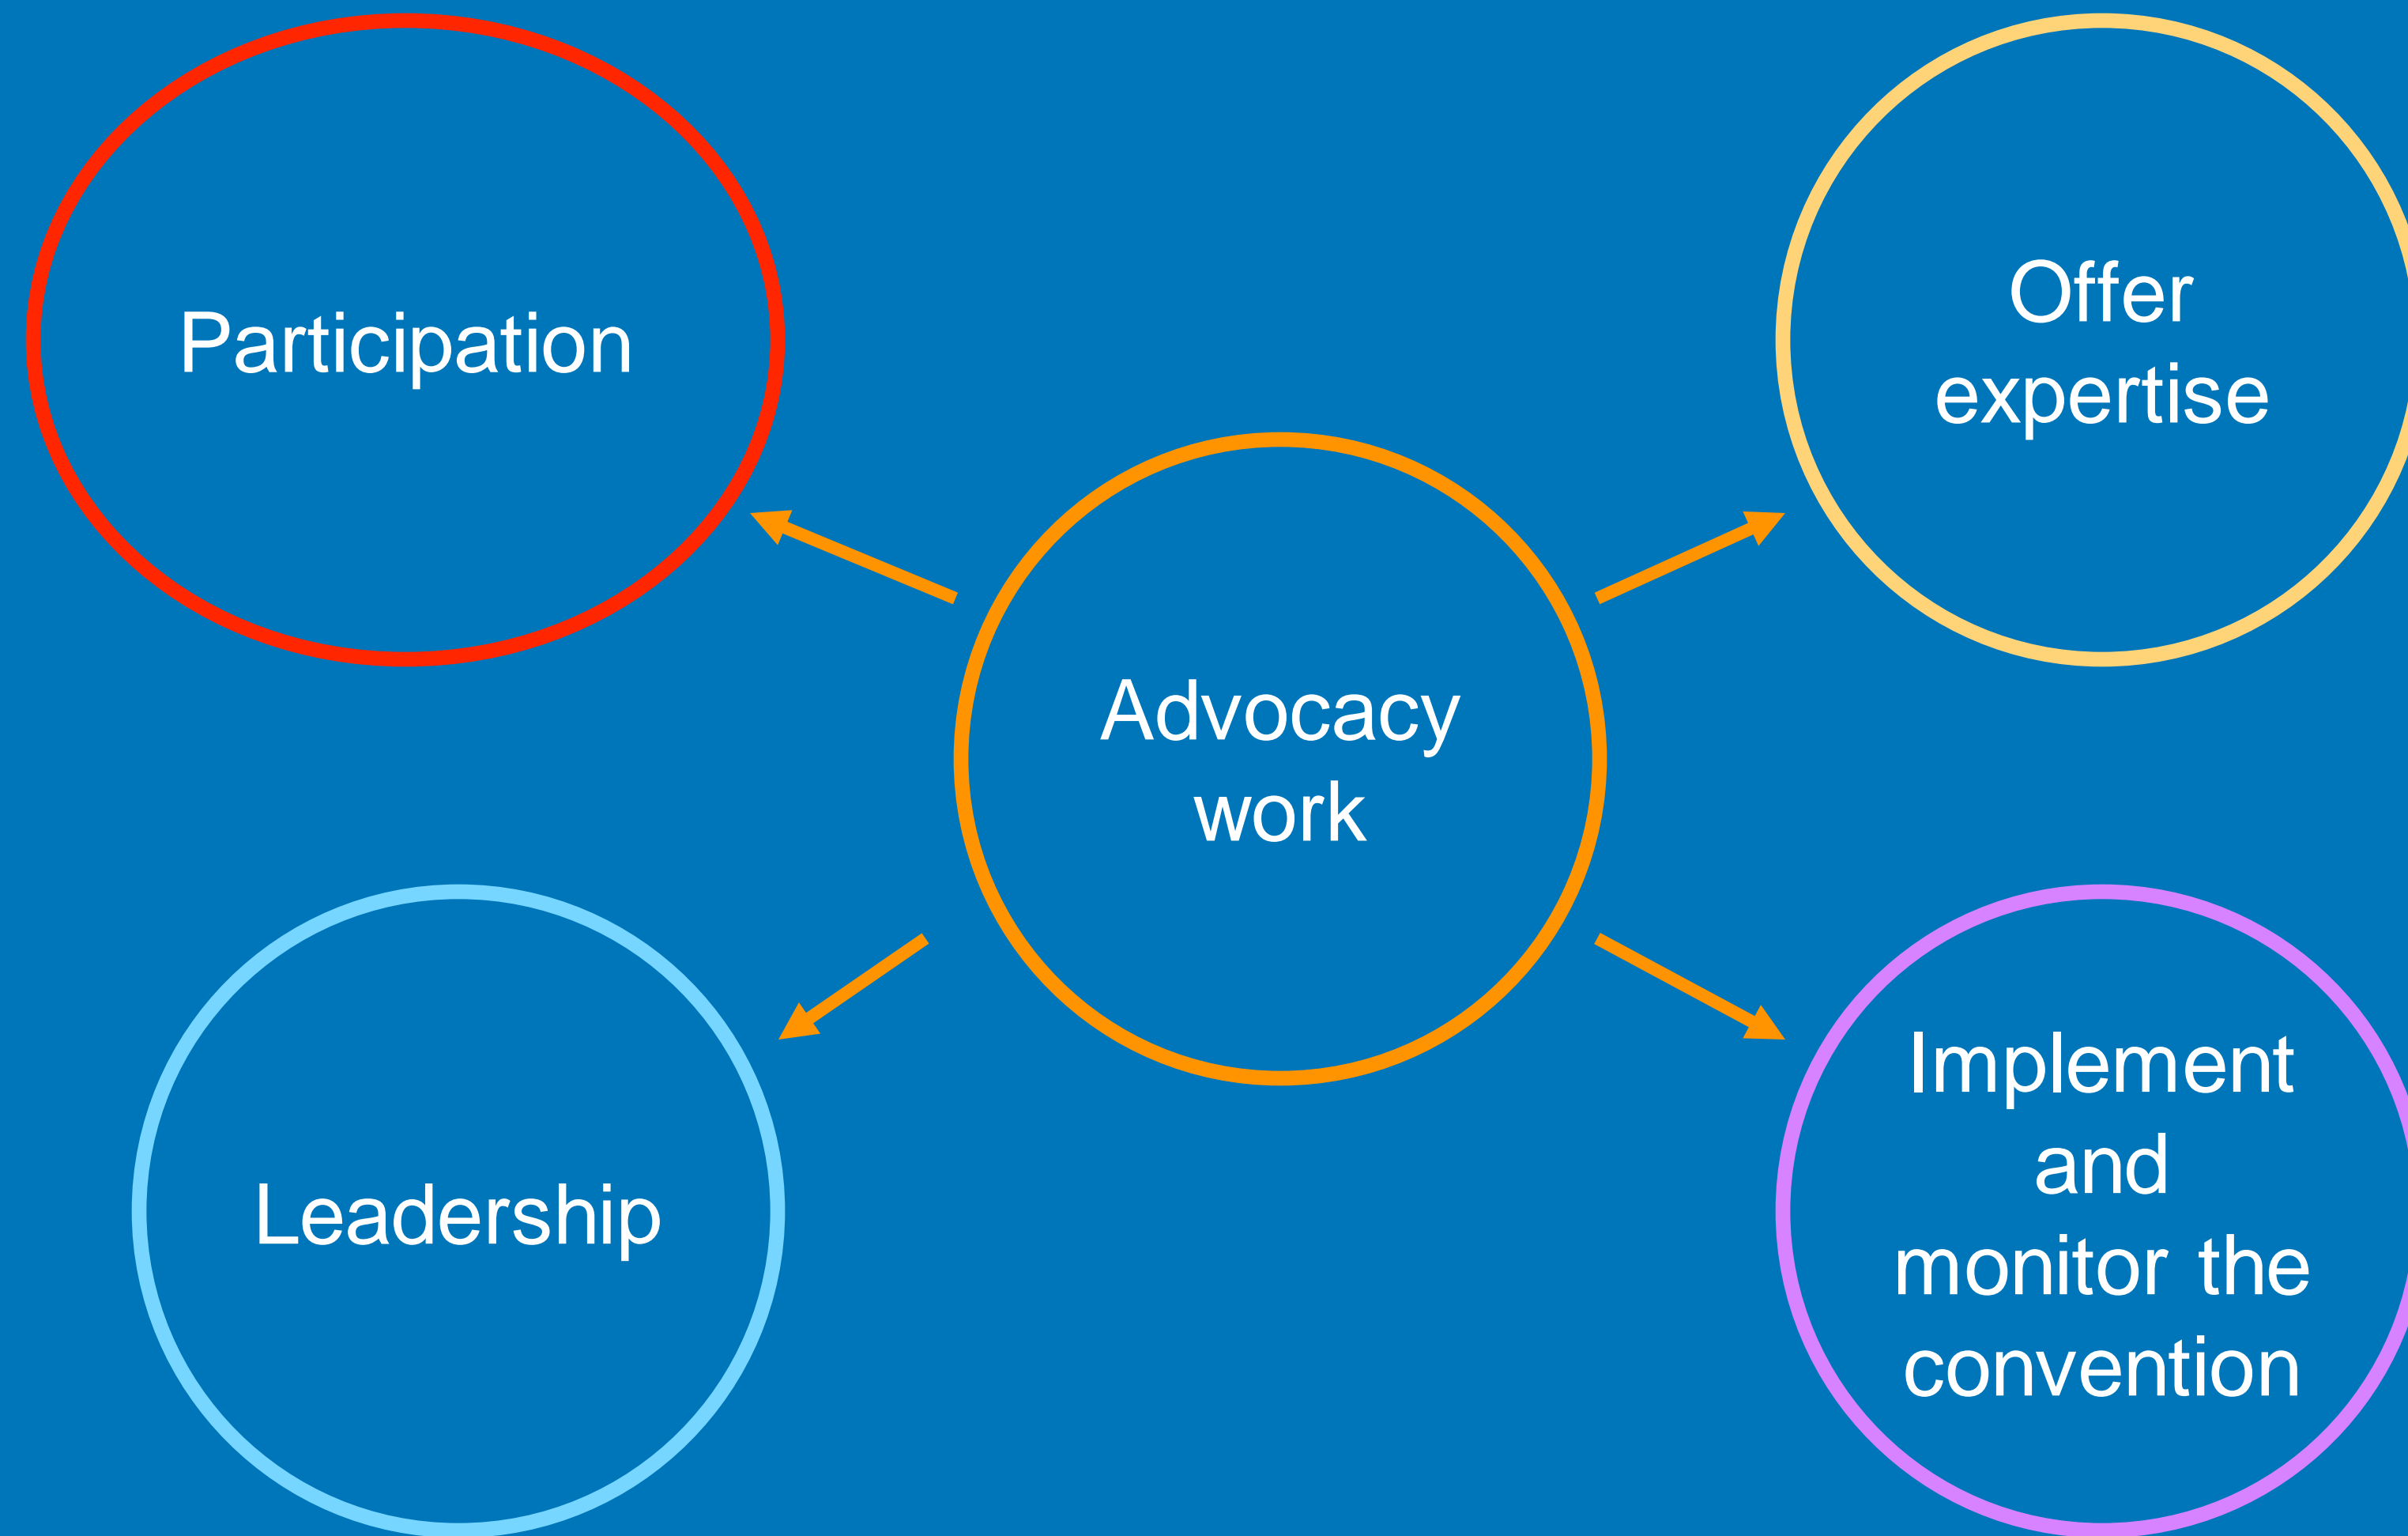 Participation
Offer
expertise
Advocacy
work
Leadership
Implement
and
monitor the
convention